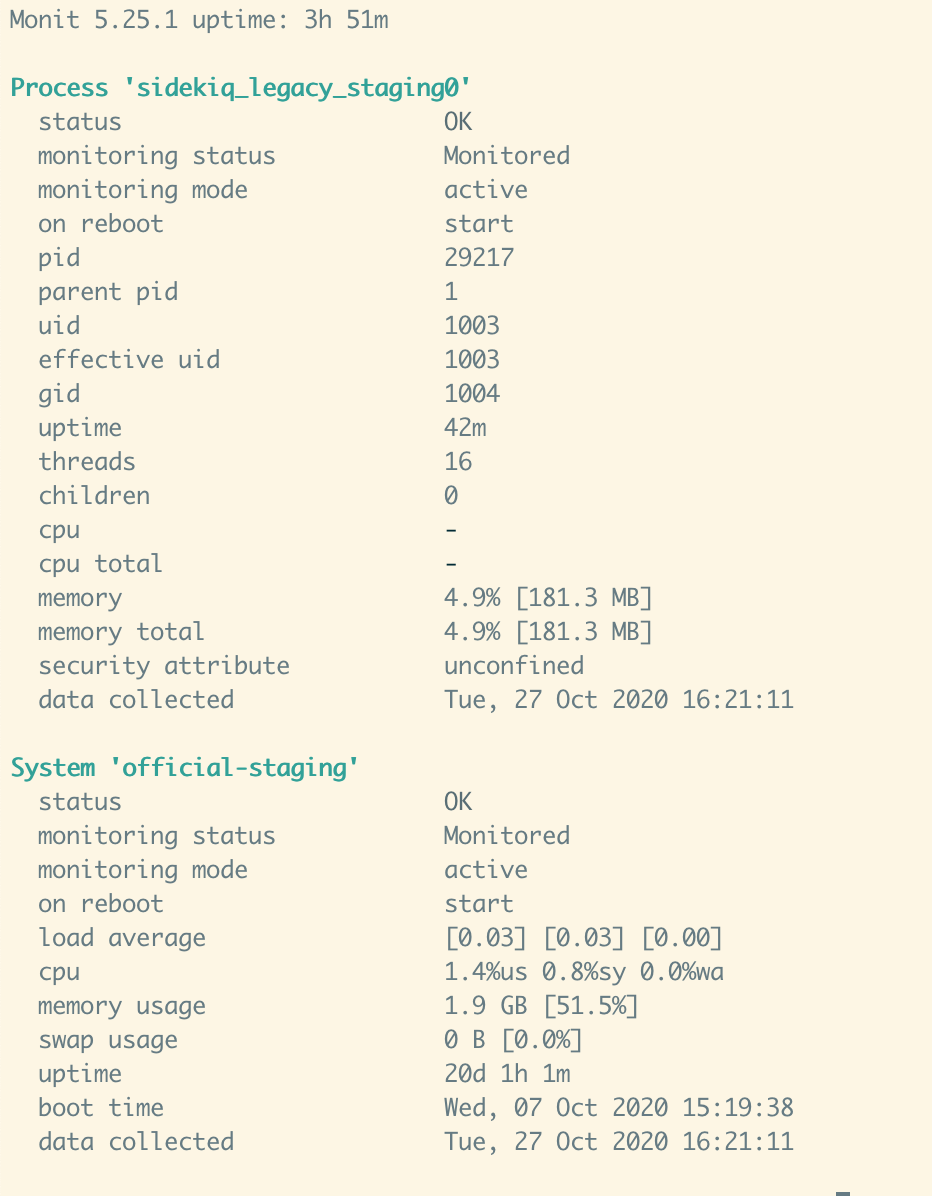 Monit 5.25.1 uptime: 3h 51m
Process 'sidekiq_legacy_staging0'
status OK
monitoring status Monitored
monitoring mode active
on reboot start
pid 29217
parent pid 1
uid 1003
effective uid 1003
gid 1004
uptime 42m
threads 16
children 0
cpu -
cpu total -
memory 4.9% [181.3 MB]
memory total 4.9% [181.3 MB]
security attribute unconfined
data collected Tue, 27 Oct 2020 16:21:11
System 'official-staging'
status OK
monitoring status Monitored
monitoring mode active
on reboot start
load average [0.03] [0.03] [0.00]
cpu 1.4%us 0.8%sy 0.0%wa
memory usage 1.9 GB [51.5%]
swap usage 0 B [0.0%]
uptime 20d 1h 1m
boot time Wed, 07 Oct 2020 15:19:38
data collected Tue, 27 Oct 2020 16:21:11